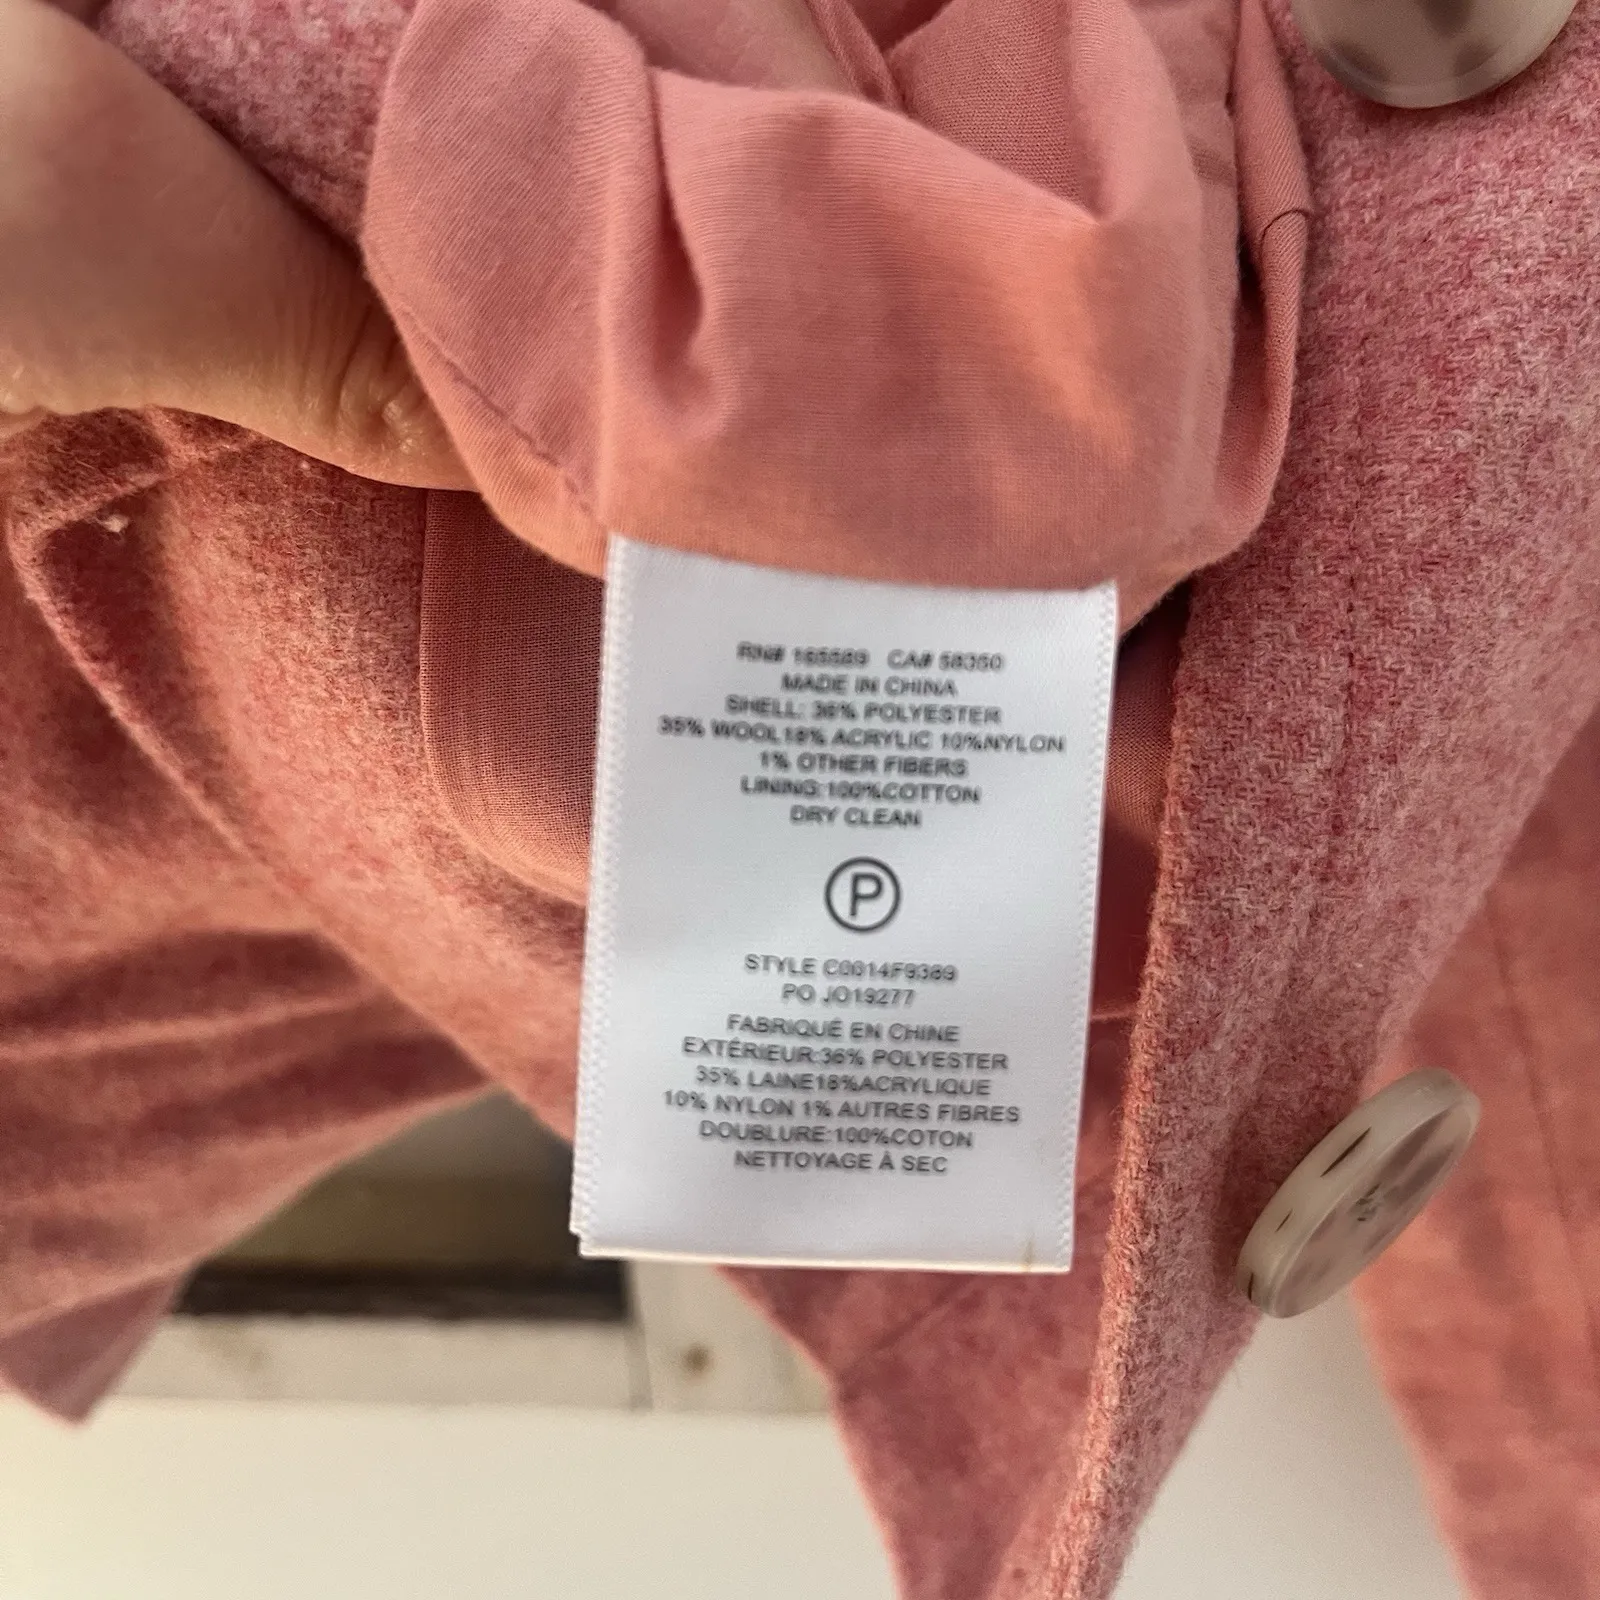 RN# 165589 CA# 58350
MADE IN CHINA
SHELL: 36% POLYESTER
35% WOOL18% ACRYLIC 10%NYLON
1% OTHER FIBERS
LINING:100%COTTON
DRY CLEAN
P
STYLE C0014F9389
PO JO19277
FABRIQUÉ EN CHINE
EXTÉRIEUR:36% POLYESTER
35% LAINE18%ACRYLIQUE
10% NYLON 1% AUTRES FIBRES
DOUBLURE:100%COTON
NETTOYAGE À SEC